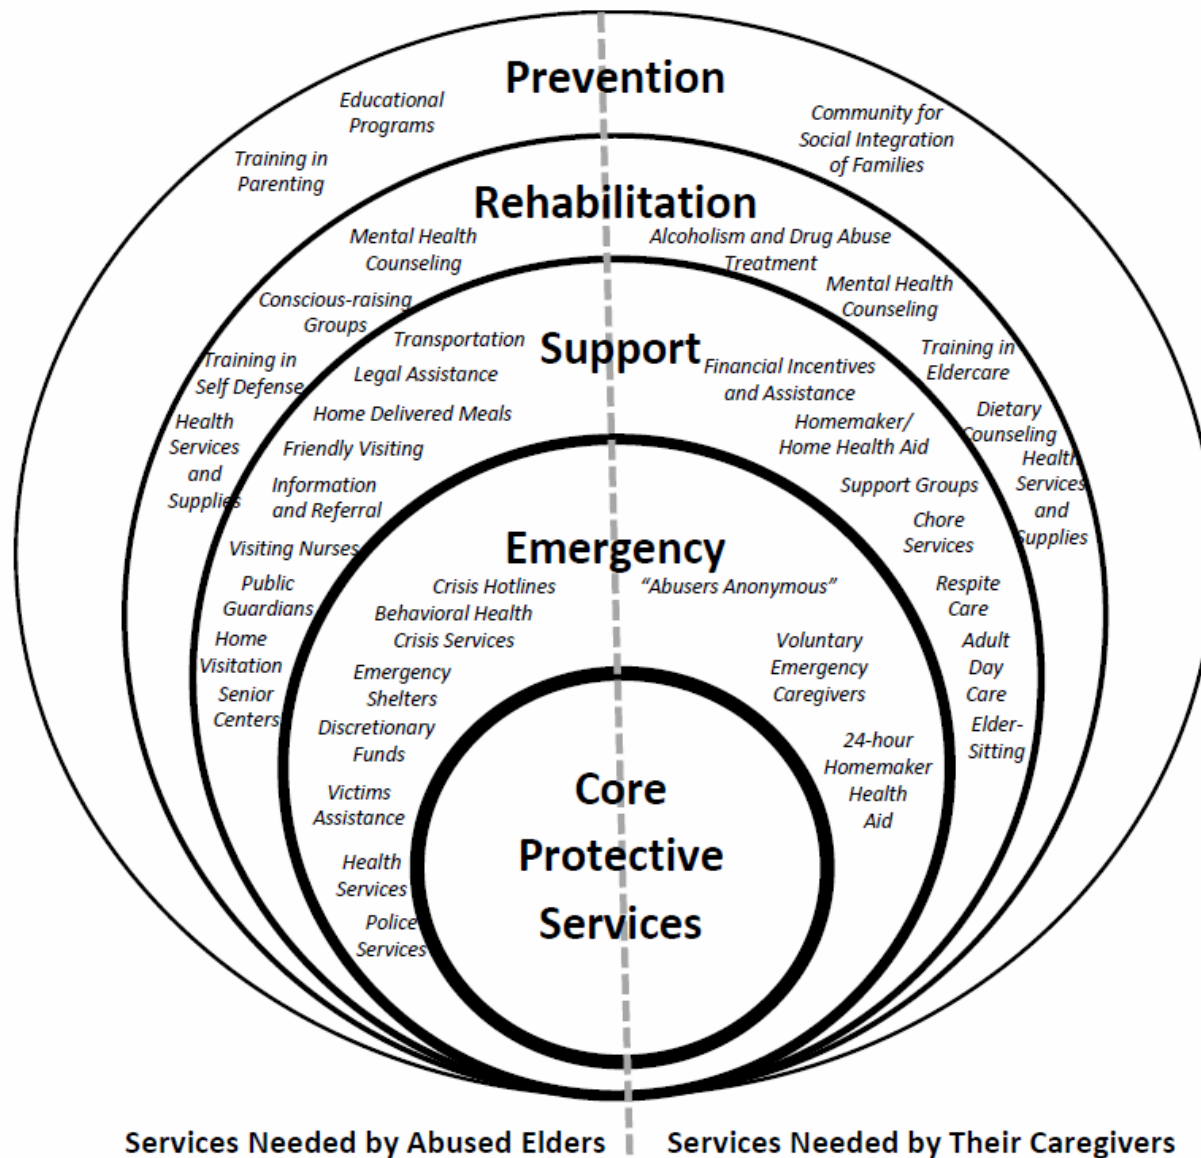 Prevention
Educational
Programs
Training in
Parenting
Community for
Social Integration
of Families
Rehabilitation
Mental Health
Counseling
Conscious-raising
Groups
Training in
Self Defense
Health
Services
and
Supplies
Alcoholism and Drug Abuse
Treatment
Mental Health
Counseling
Training in
Eldercare
Dietary
Counseling
Health
Services
and
Supplies
Support
Transportation
Legal Assistance
Home Delivered Meals
Friendly Visiting
Information
and Referral
Visiting Nurses
Public
Guardians
Home
Visitation
Senior
Centers
Financial Incentives
and Assistance
Homemaker/
Home Health Aid
Support Groups
Chore
Services
Respite
Care
Adult
Day
Care
Elder-
Sitting
Emergency
Crisis Hotlines
Behavioral Health
Crisis Services
Emergency
Shelters
Discretionary
Funds
Victims
Assistance
Health
Services
Police
Services
“Abusers Anonymous”
Voluntary
Emergency
Caregivers
24-hour
Homemaker
Health
Aid
Core
Protective
Services
Services Needed by Abused Elders
Services Needed by Their Caregivers